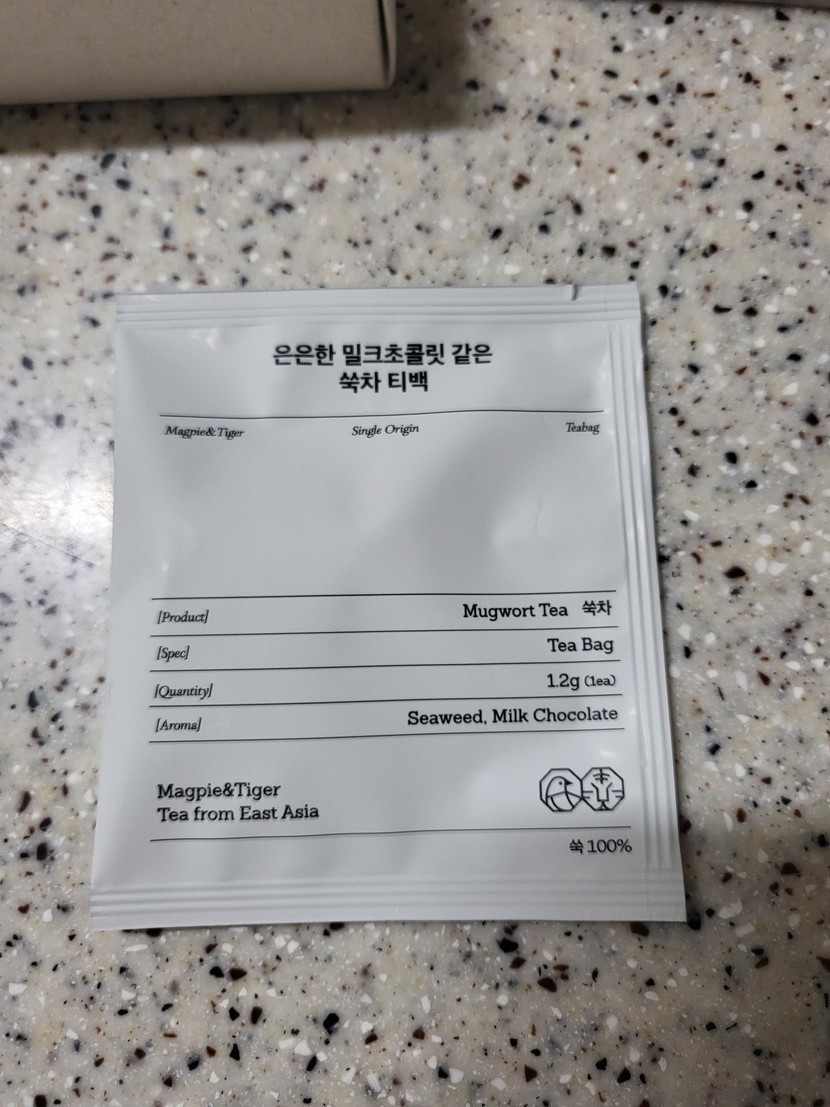 은은한 밀크초콜릿 같은
쑥차 티백
Magpie&Tiger Single Origin Teabag
[Product] Mugwort Tea 쑥차
[Spec] Tea Bag
[Quantity] 1.2g (1ea)
[Aroma] Seaweed, Milk Chocolate
Magpie&Tiger
Tea from East Asia
쑥 100%